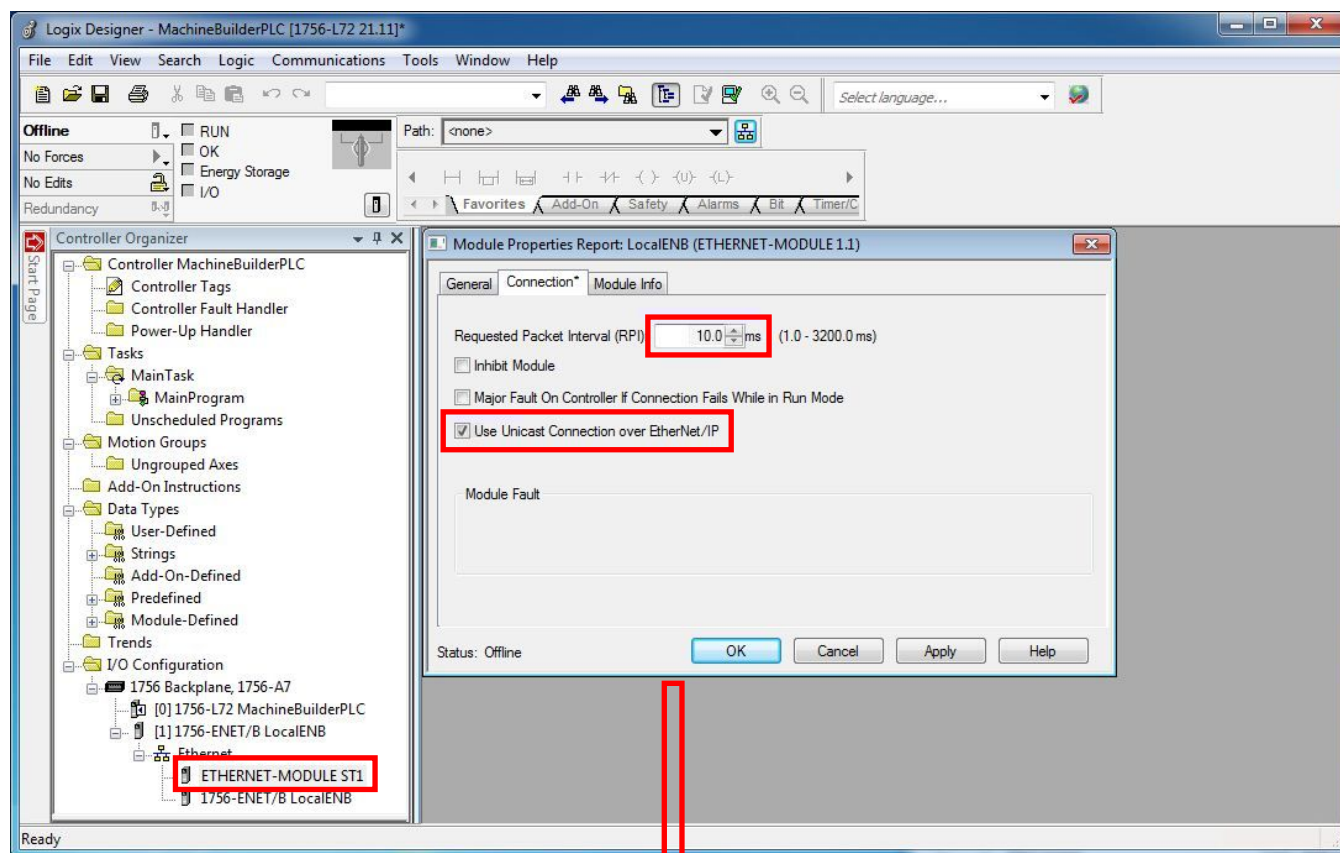 Logix Designer - MachineBuilderPLC [1756-L72 21.11]*
File Edit View Search Logic Communications Tools Window Help
Select language...
Offline
RUN
Path: <none>
No Forces
OK
Energy Storage
No Edits
I/O
Redundancy
Favorites Add-On Safety Alarms Bit Timer/C
Start Page
Controller Organizer
Controller MachineBuilderPLC
Controller Tags
Controller Fault Handler
Power-Up Handler
Tasks
MainTask
MainProgram
Unscheduled Programs
Motion Groups
Ungrouped Axes
Add-On Instructions
Data Types
User-Defined
Strings
Add-On-Defined
Predefined
Module-Defined
Trends
I/O Configuration
1756 Backplane, 1756-A7
[0] 1756-L72 MachineBuilderPLC
[1] 1756-ENET/B LocalENB
Ethernet
ETHERNET-MODULE ST1
1756-ENET/B LocalENB
Module Properties Report: LocalENB (ETHERNET-MODULE 1.1)
General Connection* Module Info
Requested Packet Interval (RPI) 10.0 ms (1.0 - 3200.0 ms)
Inhibit Module
Major Fault On Controller If Connection Fails While in Run Mode
Use Unicast Connection over EtherNet/IP
Module Fault
Status: Offline OK Cancel Apply Help
Ready